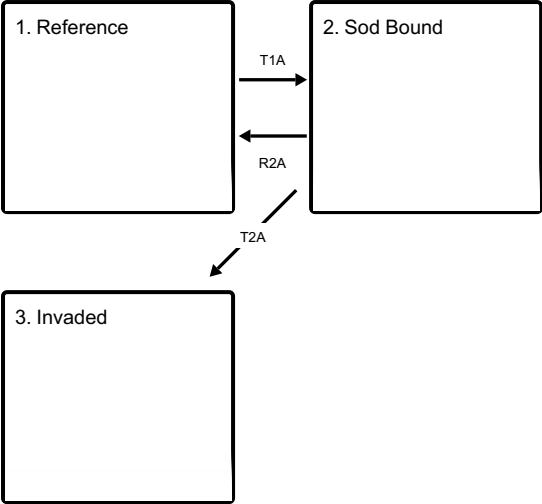 1. Reference
2. Sod Bound
T1A
R2A
T2A
3. Invaded